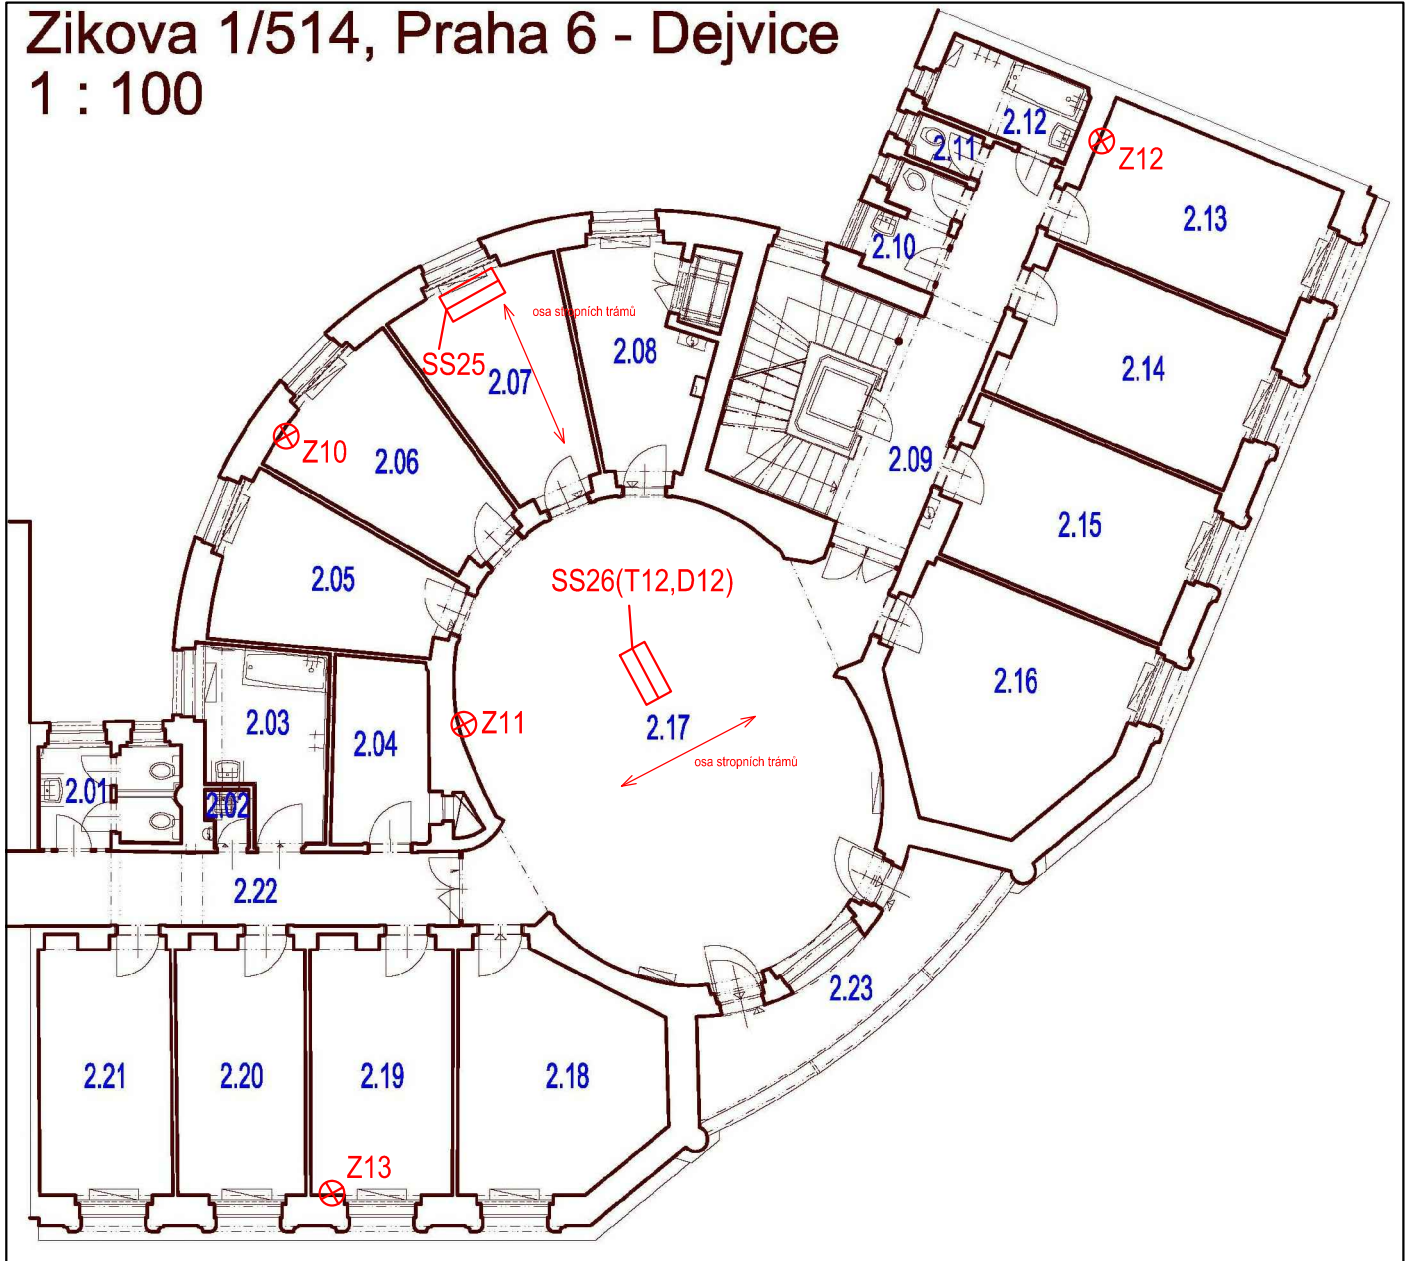 Zikova 1/514, Praha 6 - Dejvice
1 : 100
2.12
2.11
Z12
2.13
2.10
osa stropních trámů
2.08
SS25
2.07
2.14
Z10
2.06
2.09
2.15
2.05
SS26(T12,D12)
2.16
2.03
2.04
Z11
2.17
osa stropních trámů
2.01
2.02
2.22
2.23
2.21
2.20
2.19
2.18
Z13